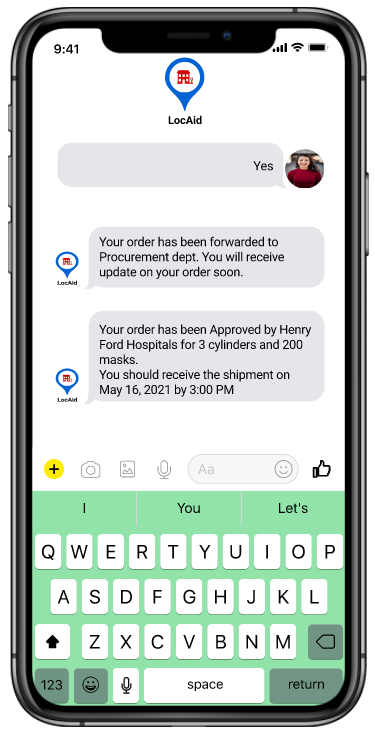 9:41
LocAid
Yes
Your order has been forwarded to
Procurement dept. You will receive
update on your order soon.
LocAid
Your order has been Approved by Henry
Ford Hospitals for 3 cylinders and 200
masks.
You should receive the shipment on
May 16, 2021 by 3:00 PM
LocAid
Aa
I You Let's
Q W E R T Y U I O P
A S D F G H J K L
Z X C V B N M
123 space return